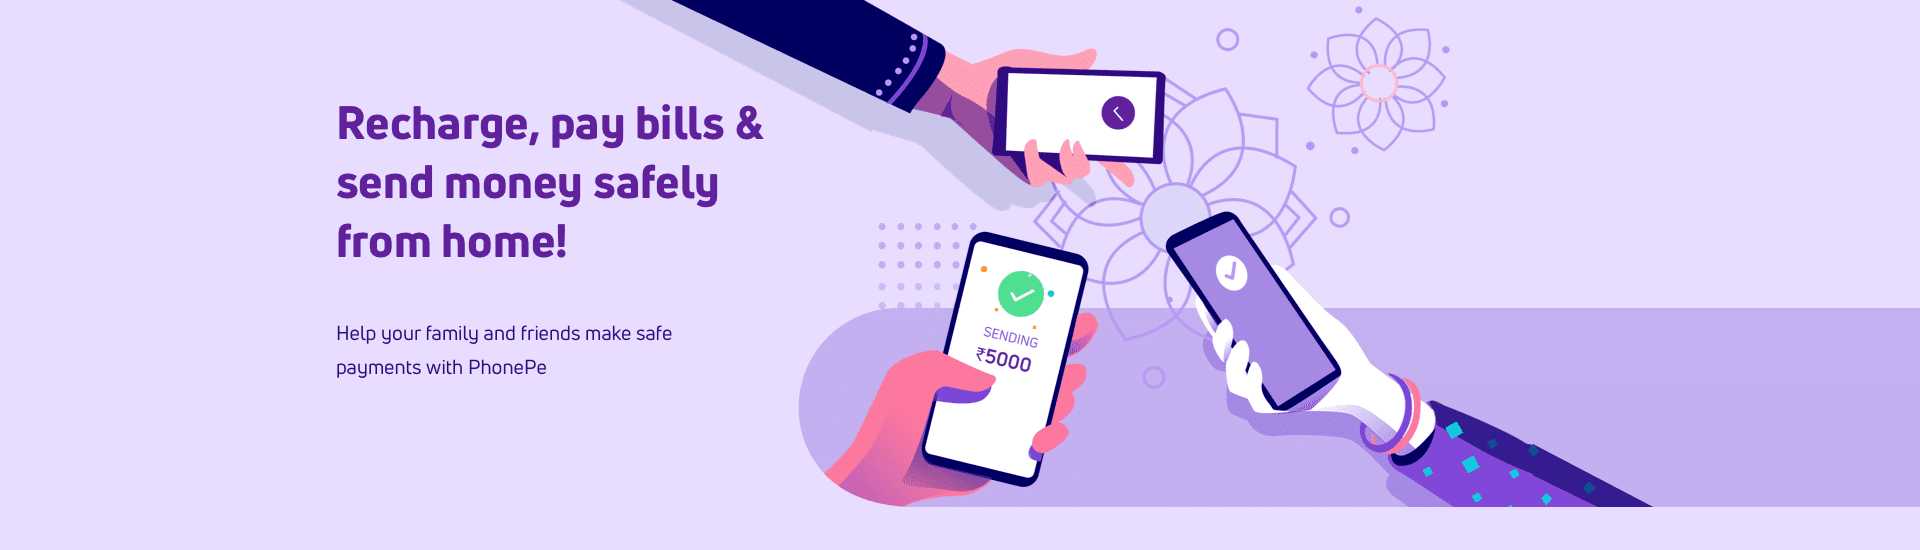 Recharge, pay bills &
send money safely
from home!
Help your family and friends make safe
payments with PhonePe
SENDING
₹5000